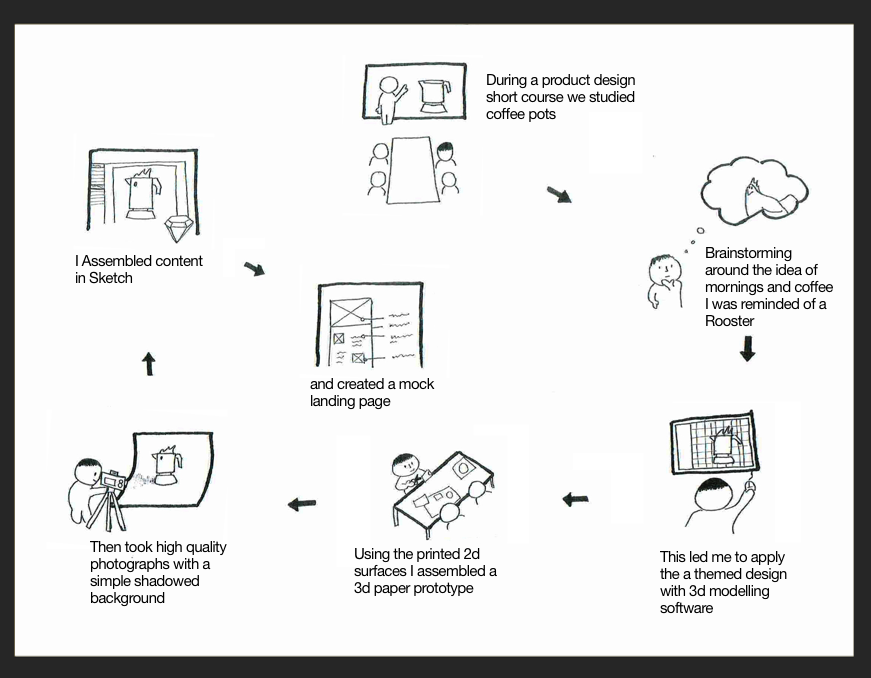 During a product design
short course we studied
coffee pots
Brainstorming
around the idea of
mornings and coffee
I was reminded of a
Rooster
This led me to apply
the a themed design
with 3d modelling
software
Using the printed 2d
surfaces I assembled a
3d paper prototype
Then took high quality
photographs with a
simple shadowed
background
I Assembled content
in Sketch
and created a mock
landing page